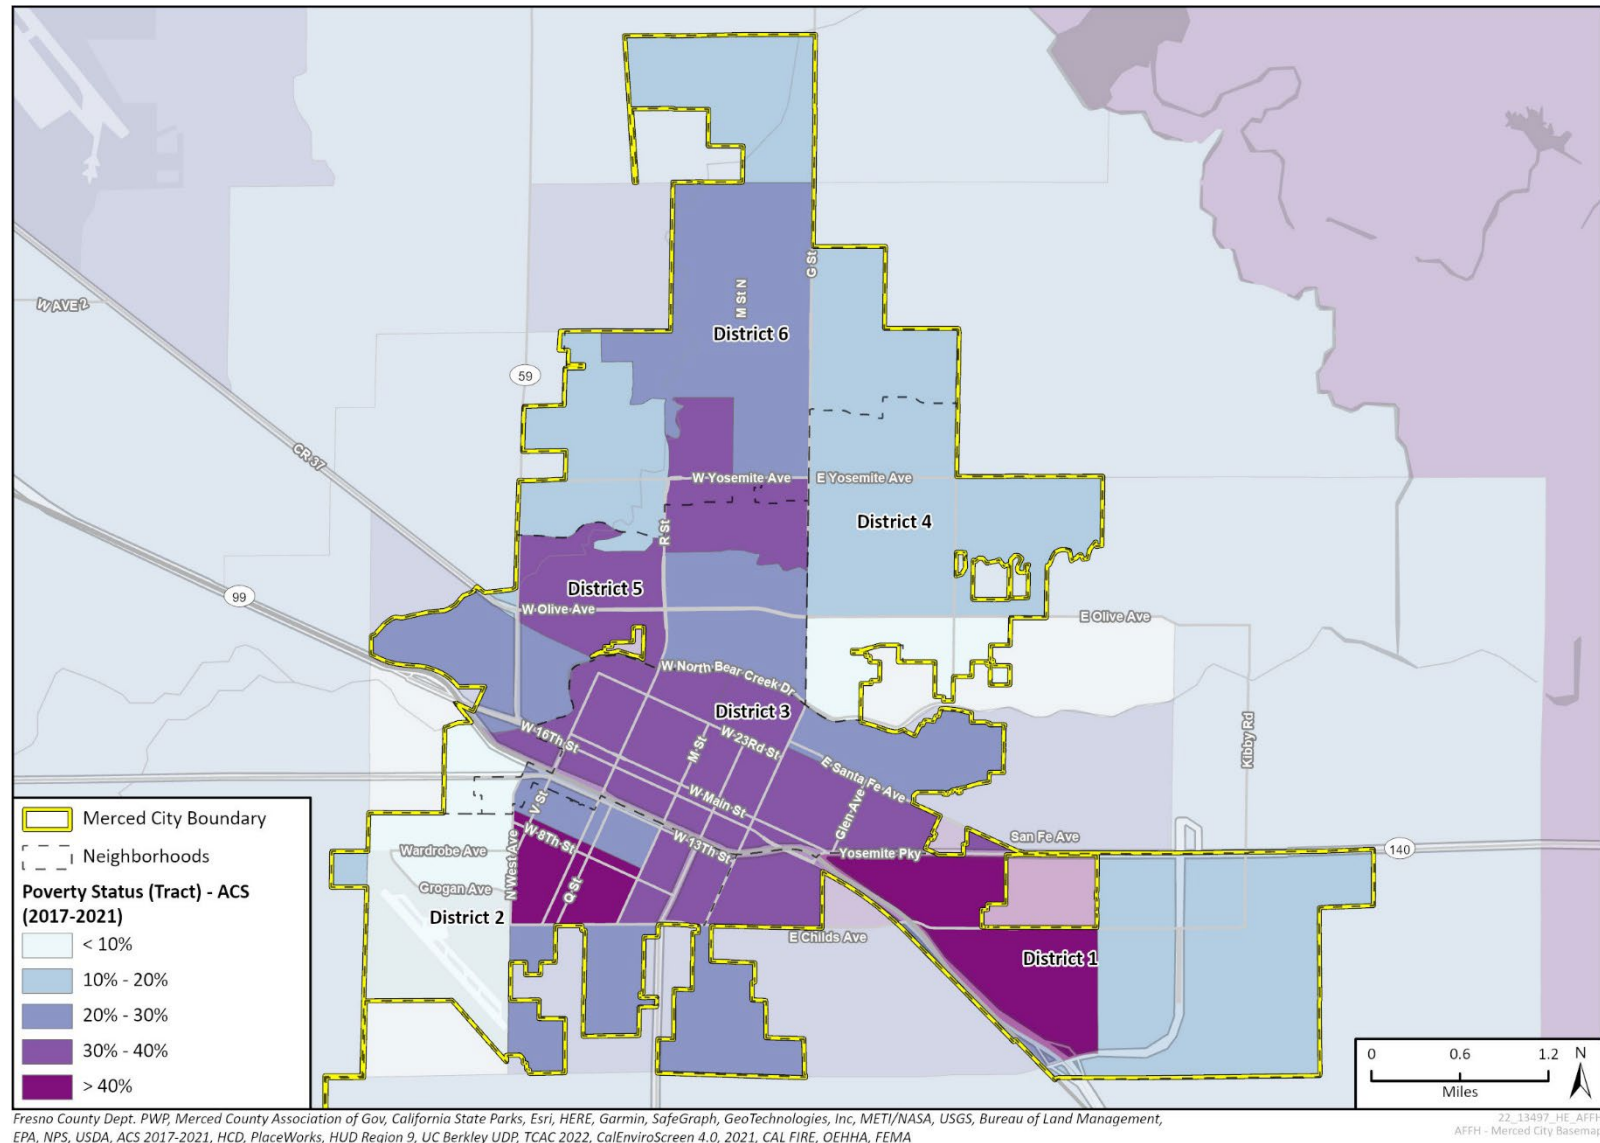 W AVE 2
59
CR 37
99
M St N
G St
District 6
W Yosemite Ave
E Yosemite Ave
District 4
R St
District 5
W Olive Ave
E Olive Ave
W North Bear Creek Dr
District 3
W 16Th St
M St
W 23Rd St
E Santa Fe Ave
Kibby Rd
V St
W Main St
Glen Ave
W 8Th St
W 13Th St
San Fe Ave
Yosemite Pky
140
Wardrobe Ave
N West Ave
Grogan Ave
Q St
District 2
E Childs Ave
District 1
Merced City Boundary
Neighborhoods
Poverty Status (Tract) - ACS
(2017-2021)
< 10%
10% - 20%
20% - 30%
30% - 40%
> 40%
0 0.6 1.2
Miles
N
Fresno County Dept. PWP, Merced County Association of Gov, California State Parks, Esri, HERE, Garmin, SafeGraph, GeoTechnologies, Inc, METI/NASA, USGS, Bureau of Land Management,
EPA, NPS, USDA, ACS 2017-2021, HCD, PlaceWorks, HUD Region 9, UC Berkley UDP, TCAC 2022, CalEnviroScreen 4.0, 2021, CAL FIRE, OEHHA, FEMA
22_13497_HE_AFFH
AFFH - Merced City Basemap